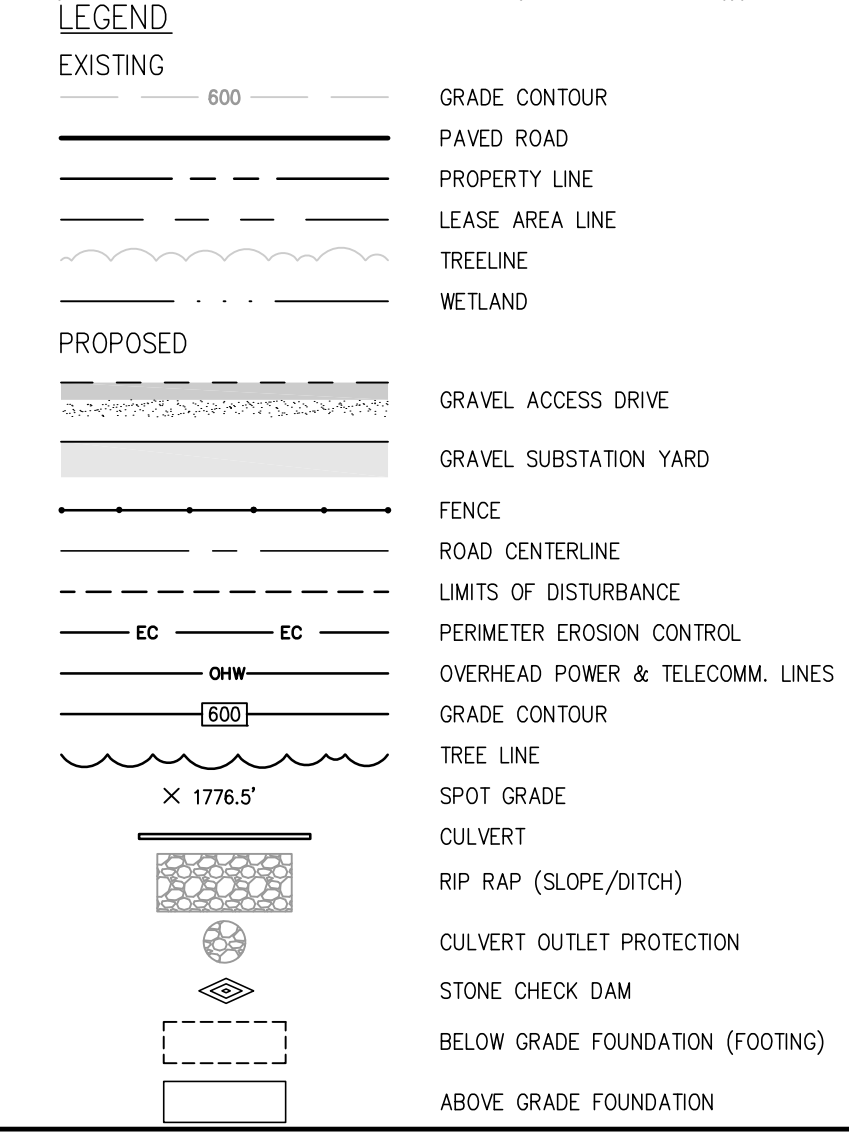 LEGEND
EXISTING
600 GRADE CONTOUR
PAVED ROAD
PROPERTY LINE
LEASE AREA LINE
TREELINE
WETLAND
PROPOSED
GRAVEL ACCESS DRIVE
GRAVEL SUBSTATION YARD
FENCE
ROAD CENTERLINE
LIMITS OF DISTURBANCE
EC EC PERIMETER EROSION CONTROL
OHW OVERHEAD POWER & TELECOMM. LINES
600 GRADE CONTOUR
TREE LINE
1776.5' SPOT GRADE
CULVERT
RIP RAP (SLOPE/DITCH)
CULVERT OUTLET PROTECTION
STONE CHECK DAM
BELOW GRADE FOUNDATION (FOOTING)
ABOVE GRADE FOUNDATION